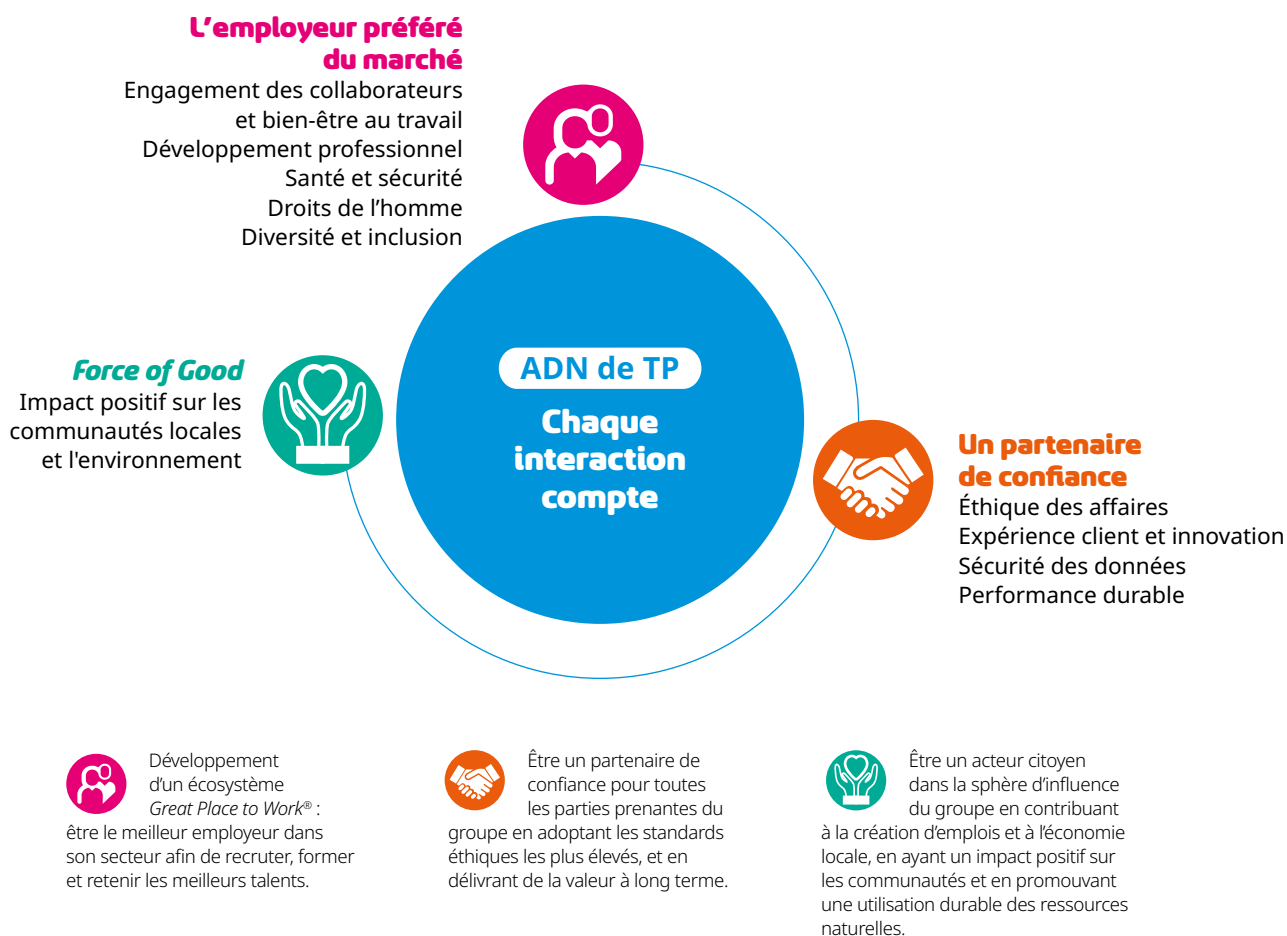 L'employeur préféré
du marché
Engagement des collaborateurs
et bien-être au travail
Développement professionnel
Santé et sécurité
Droits de l'homme
Diversité et inclusion
Force of Good
Impact positif sur les
communautés locales
et l'environnement
ADN de TP
Chaque
interaction
compte
Un partenaire
de confiance
Éthique des affaires
Expérience client et innovation
Sécurité des données
Performance durable
Développement
d'un écosystème
Great Place to Work® :
être le meilleur employeur dans
son secteur afin de recruter, former
et retenir les meilleurs talents.
Être un partenaire de
confiance pour toutes
les parties prenantes du
groupe en adoptant les standards
éthiques les plus élevés, et en
délivrant de la valeur à long terme.
Être un acteur citoyen
dans la sphère d'influence
du groupe en contribuant
à la création d'emplois et à l'économie
locale, en ayant un impact positif sur
les communautés et en promouvant
une utilisation durable des ressources
naturelles.